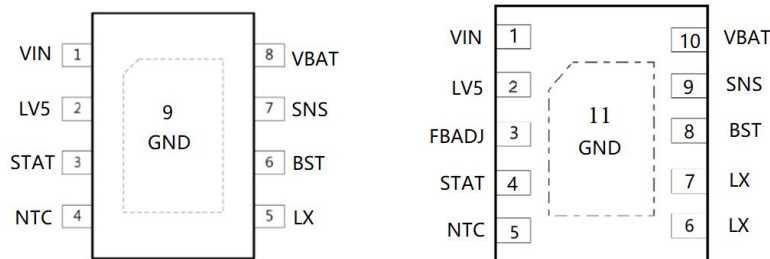 VIN 1 8 VBAT
LV5 2 7 SNS
STAT 3 6 BST
NTC 4 5 LX
9
GND
VIN 1 10 VBAT
LV5 2 9 SNS
FBADJ 3 8 BST
STAT 4 7 LX
NTC 5 6 LX
11
GND